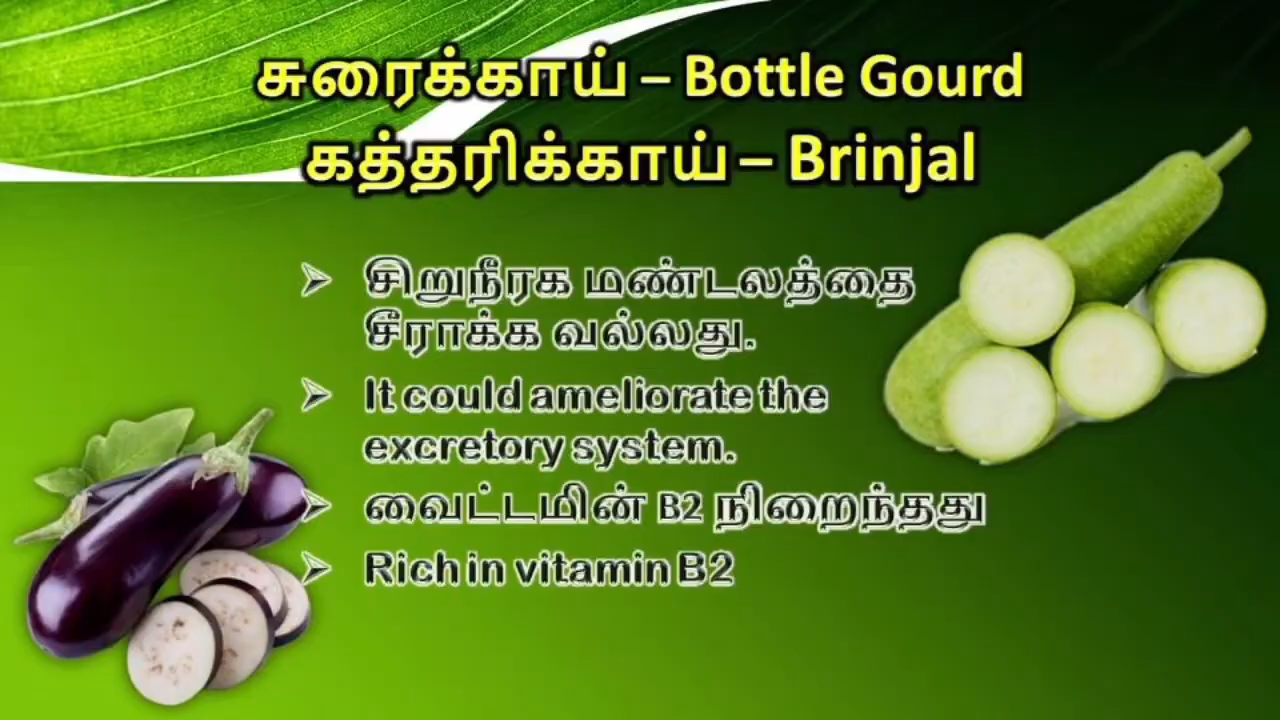 சுரைக்காய் – Bottle Gourd
கத்தரிக்காய் – Brinjal
➢ சிறுநீரக மண்டலத்தை
சீராக்க வல்லது.
➢ It could ameliorate the
excretory system.
➢ வைட்டமின் B2 நிறைந்தது
➢ Rich in vitamin B2